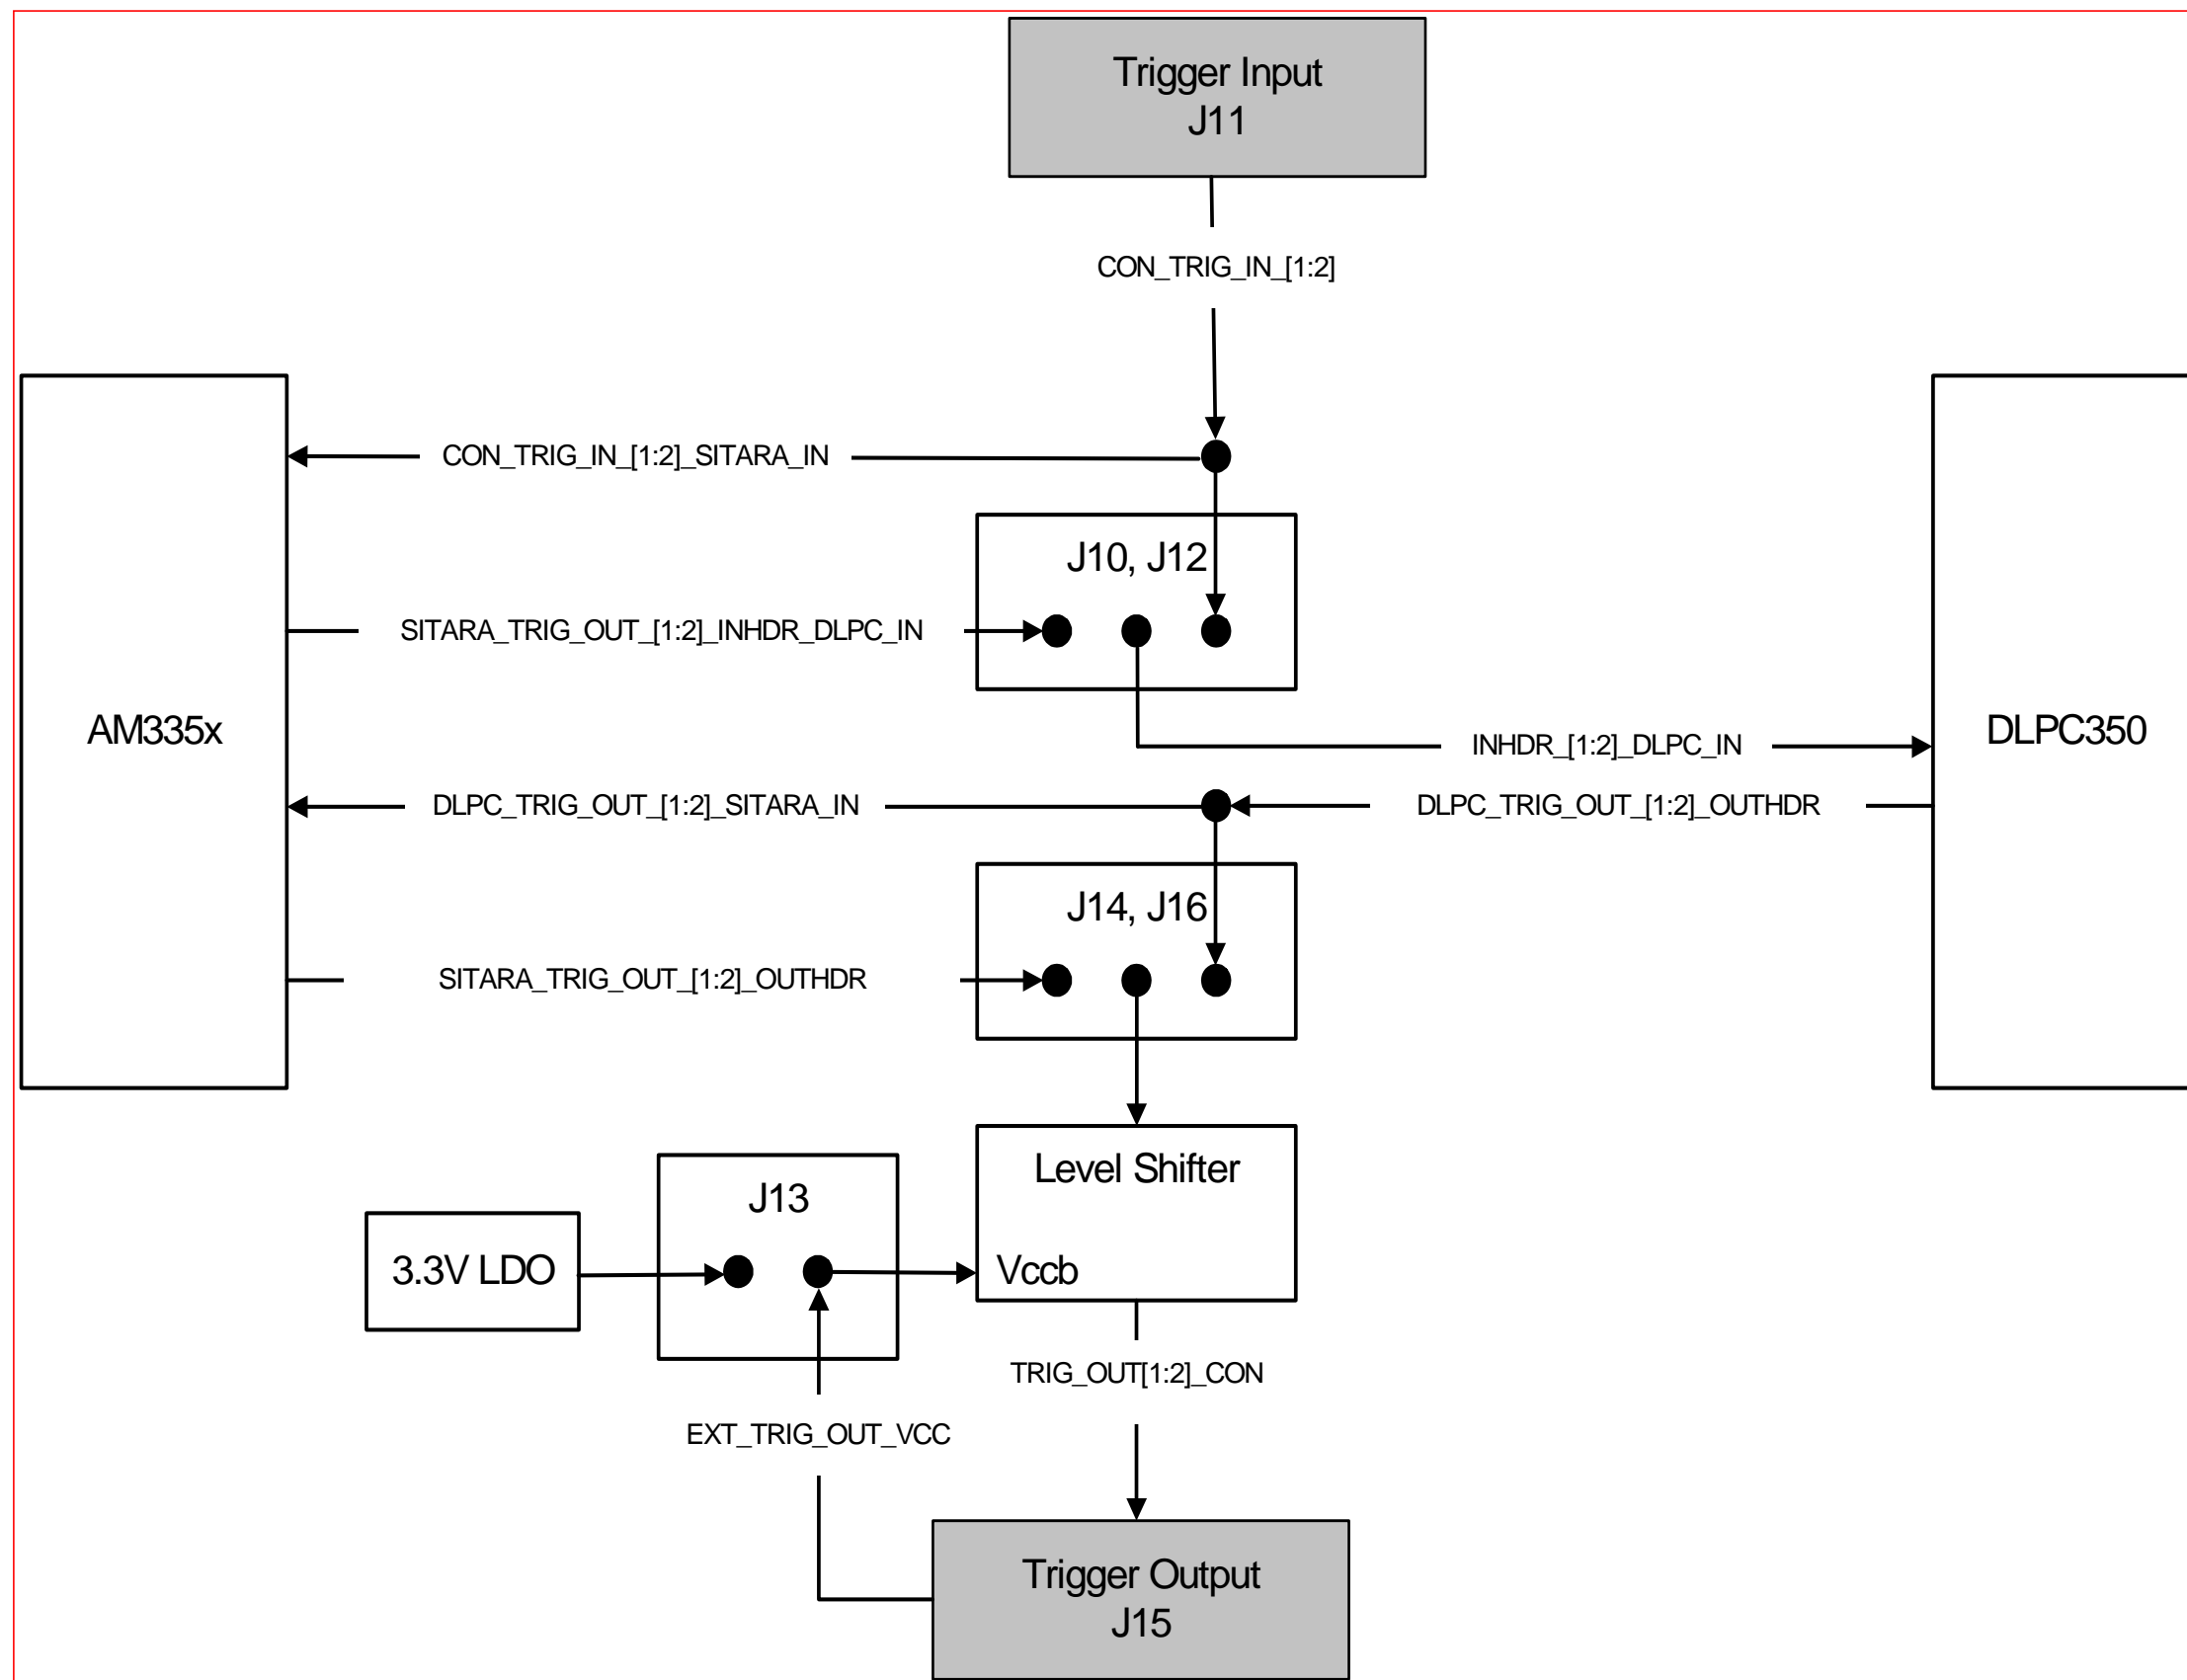 Trigger Input
J11
CON_TRIG_IN_[1:2]
CON_TRIG_IN_[1:2]_SITARA_IN
J10, J12
SITARA_TRIG_OUT_[1:2]_INHDR_DLPC_IN
AM335x
DLPC350
INHDR_[1:2]_DLPC_IN
DLPC_TRIG_OUT_[1:2]_SITARA_IN
DLPC_TRIG_OUT_[1:2]_OUTHDR
J14, J16
SITARA_TRIG_OUT_[1:2]_OUTHDR
Level Shifter
J13
3.3V LDO
Vccb
TRIG_OUT[1:2]_CON
EXT_TRIG_OUT_VCC
Trigger Output
J15